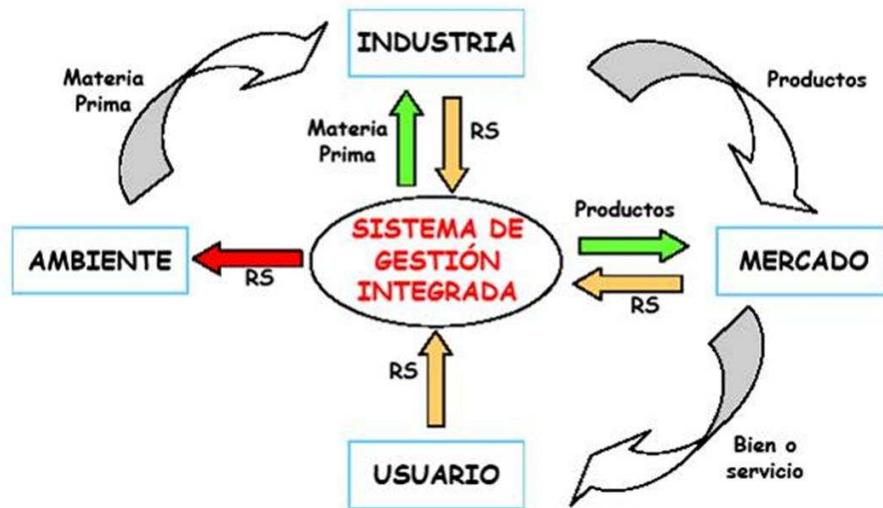 INDUSTRIA
Materia
Prima
Productos
Materia
Prima
RS
AMBIENTE
RS
SISTEMA DE
GESTIÓN
INTEGRADA
Productos
RS
MERCADO
RS
USUARIO
Bien o
servicio